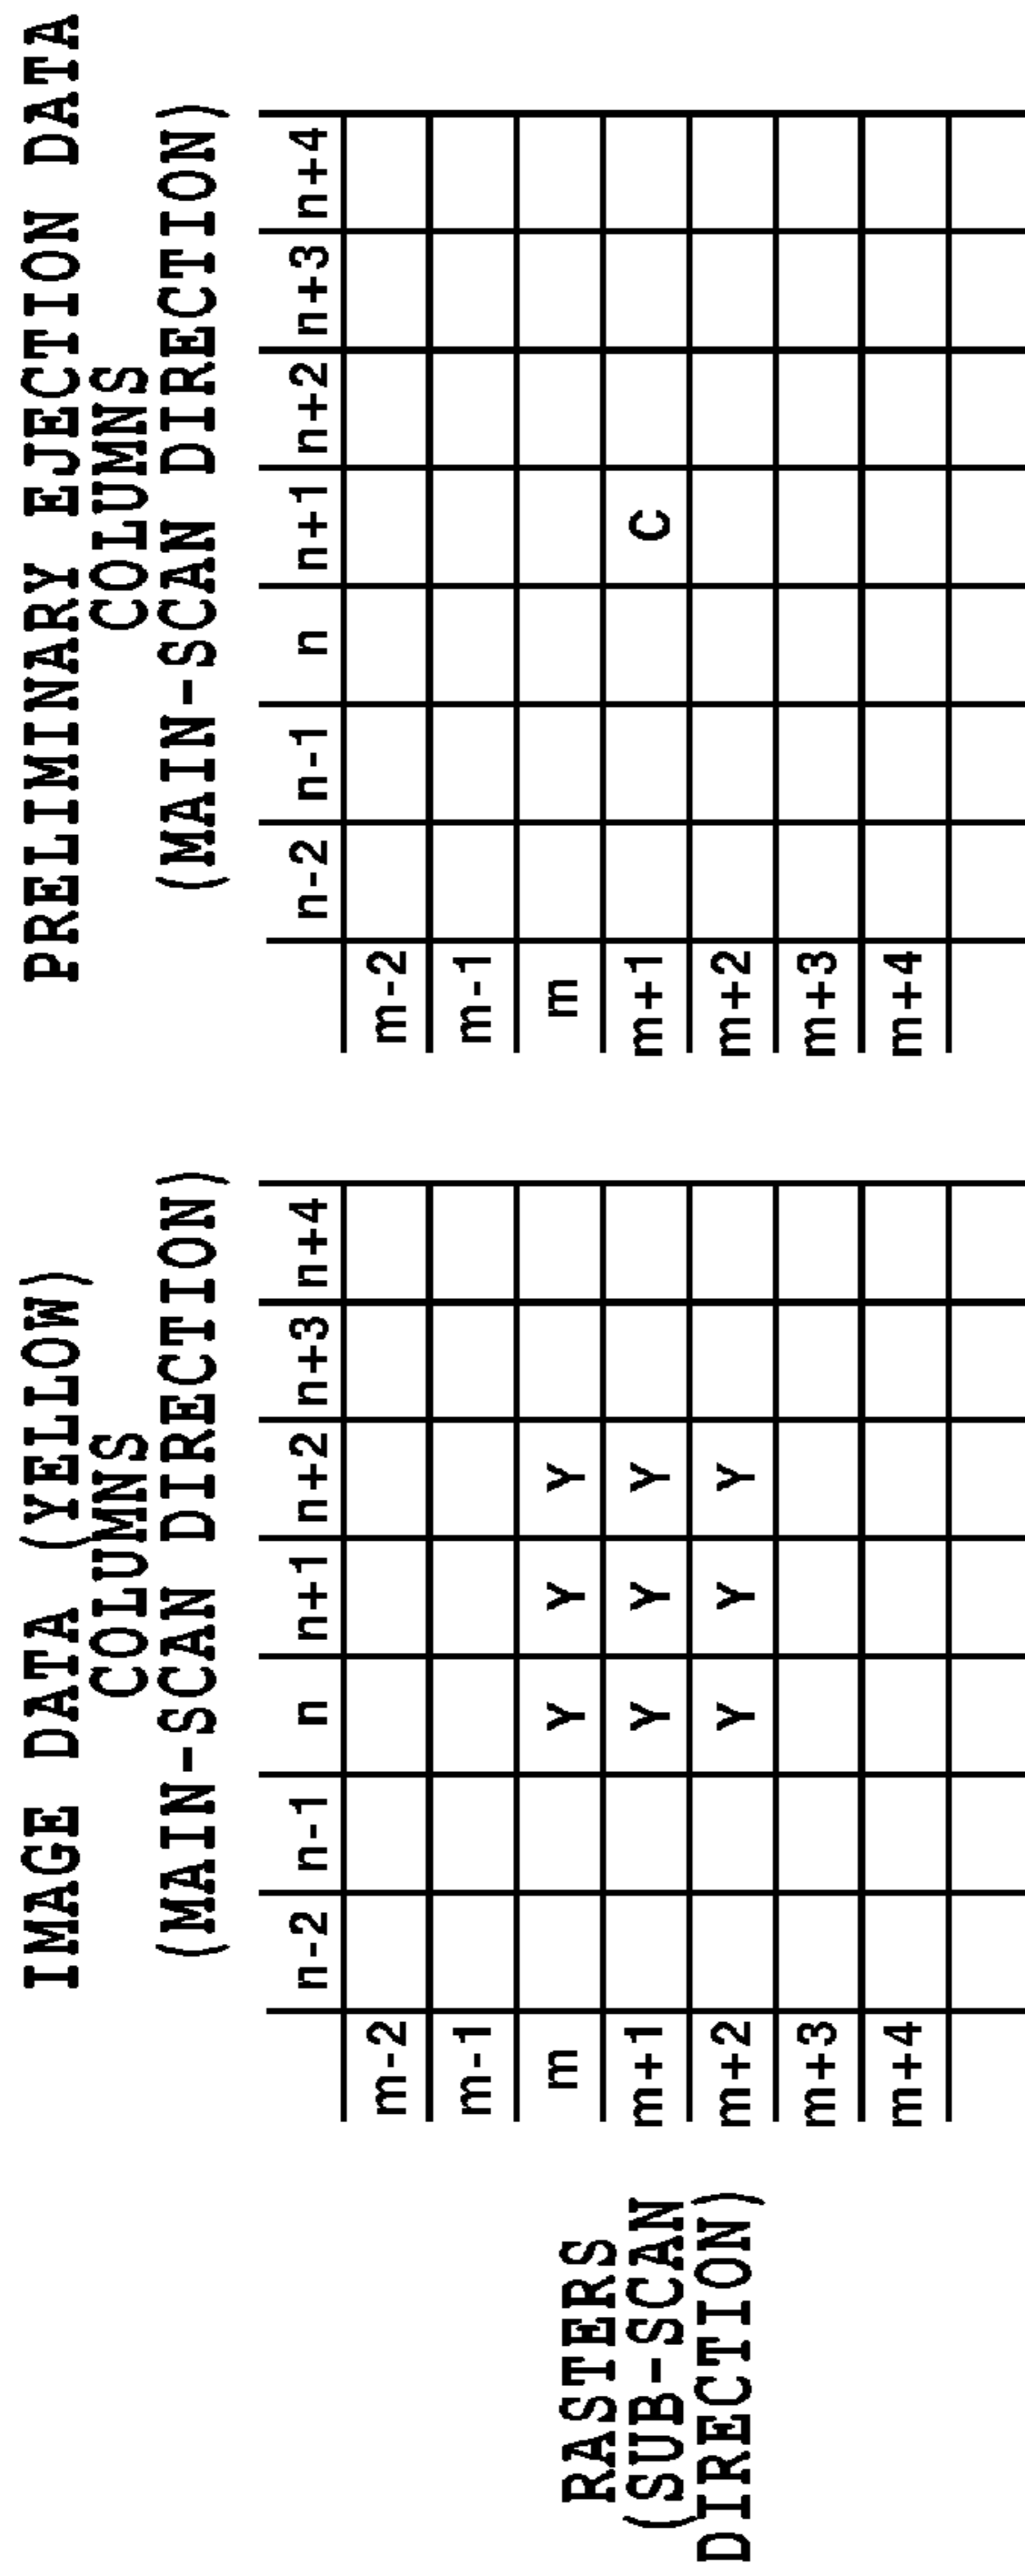 IMAGE DATA (YELLOW)
COLUMNS
(MAIN-SCAN DIRECTION)
n-2 n-1 n n+1 n+2 n+3 n+4
RASTERS
(SUB-SCAN
DIRECTION)
m-2
m-1
m Y Y Y
m+1 Y Y Y
m+2 Y Y Y
m+3
m+4
PRELIMINARY EJECTION DATA
COLUMNS
(MAIN-SCAN DIRECTION)
n-2 n-1 n n+1 n+2 n+3 n+4
m-2
m-1
m
m+1 C
m+2
m+3
m+4